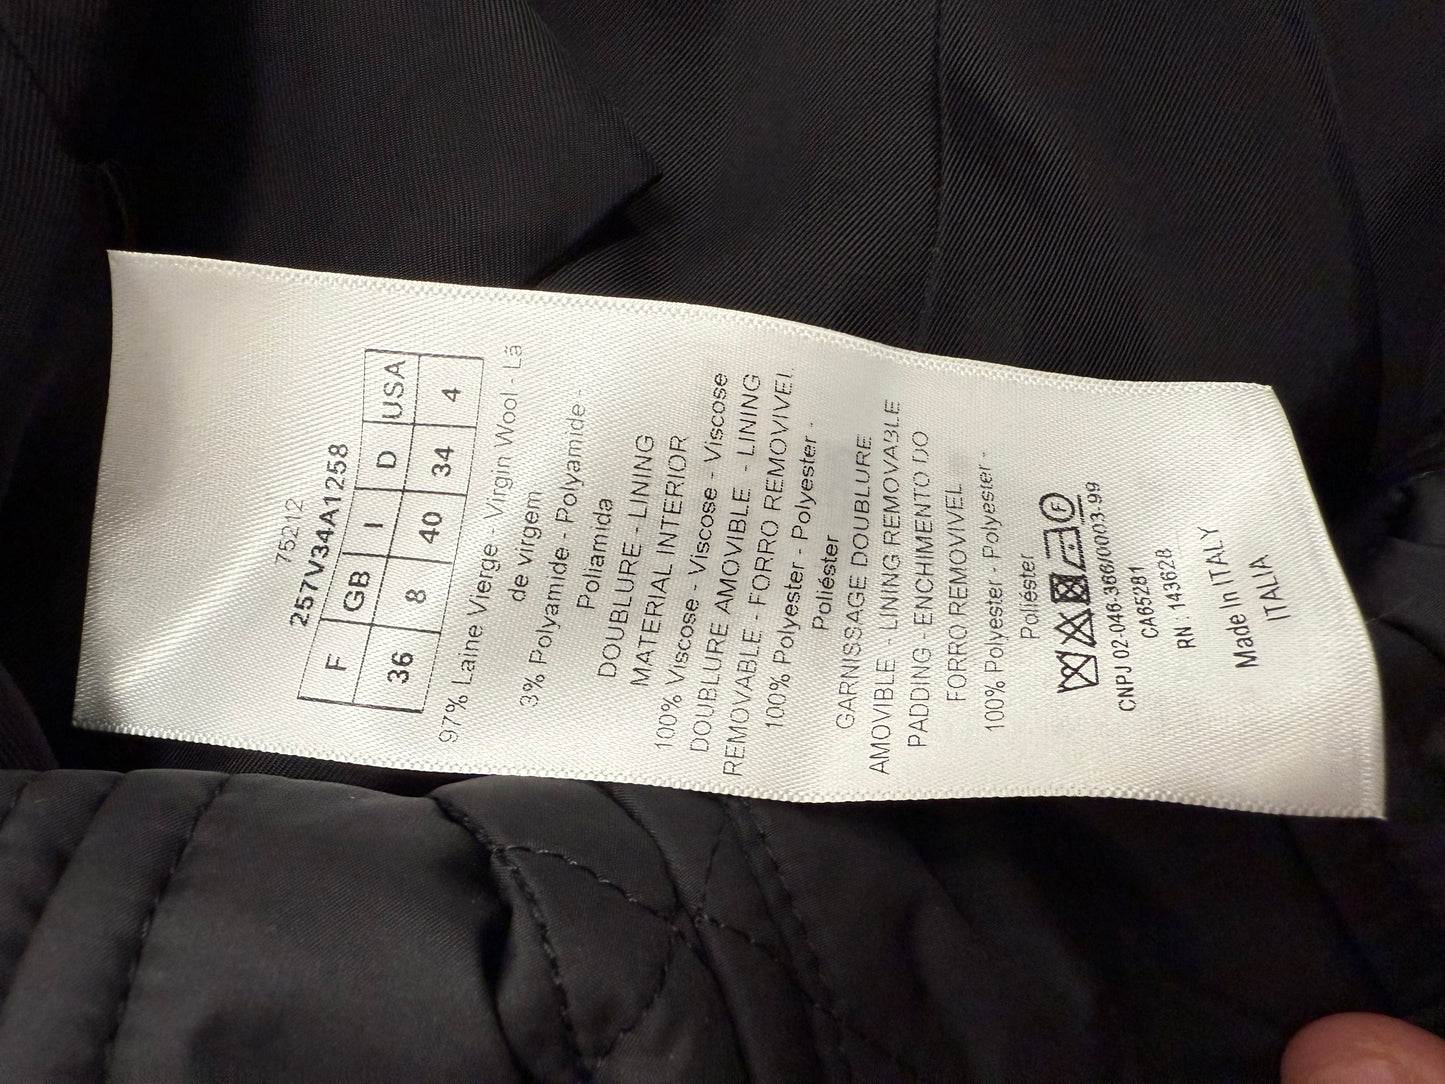 75212
257V34A1258
F GB I D USA
36 8 40 34 4
97% Laine Vierge - Virgin Wool - Lã
de virgem
3% Polyamide - Polyamide -
Poliamida
DOUBLURE - LINING
MATERIAL INTERIOR
100% Viscose - Viscose - Viscose
DOUBLURE AMOVIBLE - LINING
REMOVABLE - FORRO REMOVIVEL
100% Polyester - Polyester -
Poliéster
GARNISSAGE DOUBLURE
AMOVIBLE - LINING REMOVABLE
PADDING - ENCHIMENTO DO
FORRO REMOVIVEL
100% Polyester - Polyester -
Poliéster
F
CNPJ 02-046-366/0003-99
CA65281
RN : 143628
Made In ITALY
ITALIA